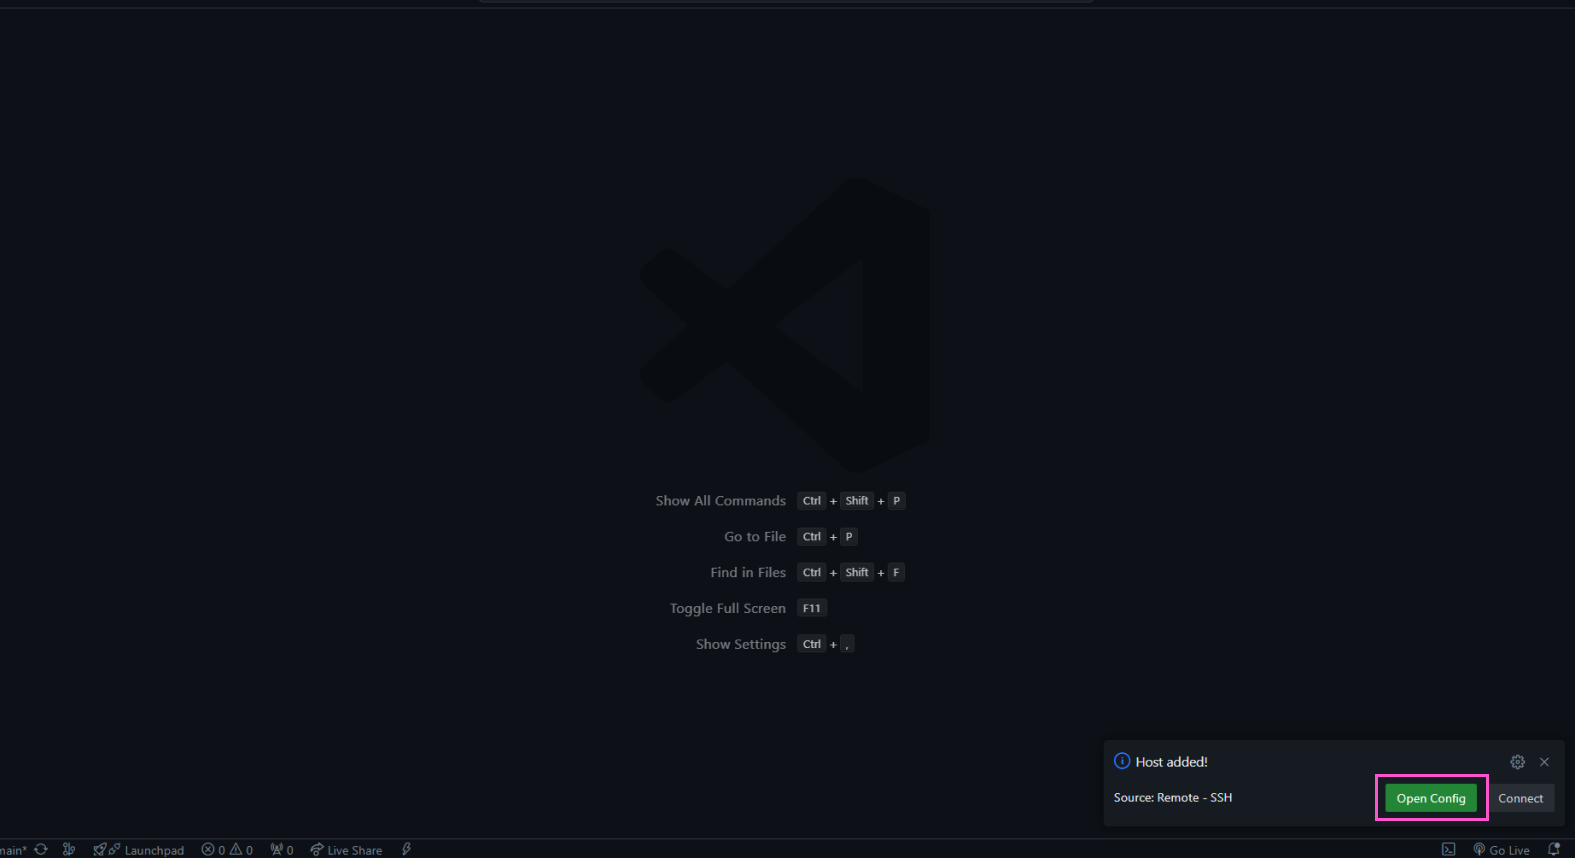 Show All Commands Ctrl + Shift + P
Go to File Ctrl + P
Find in Files Ctrl + Shift + F
Toggle Full Screen F11
Show Settings Ctrl + ,
Host added!
Source: Remote - SSH
Open Config
Connect
main* Launchpad 0 0 0 Live Share Go Live